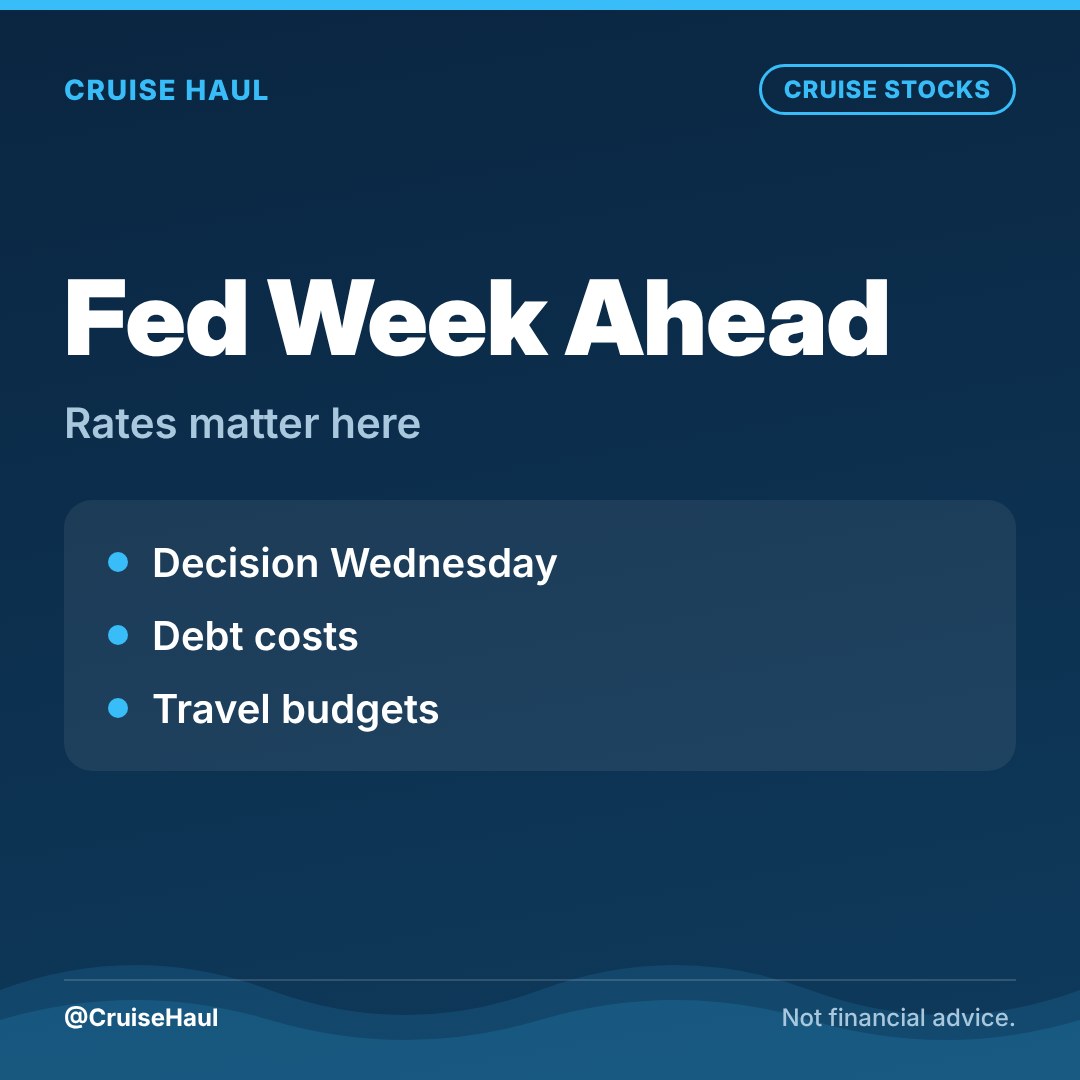 CRUISE HAUL
CRUISE STOCKS
Fed Week Ahead
Rates matter here
Decision Wednesday
Debt costs
Travel budgets
@CruiseHaul
Not financial advice.